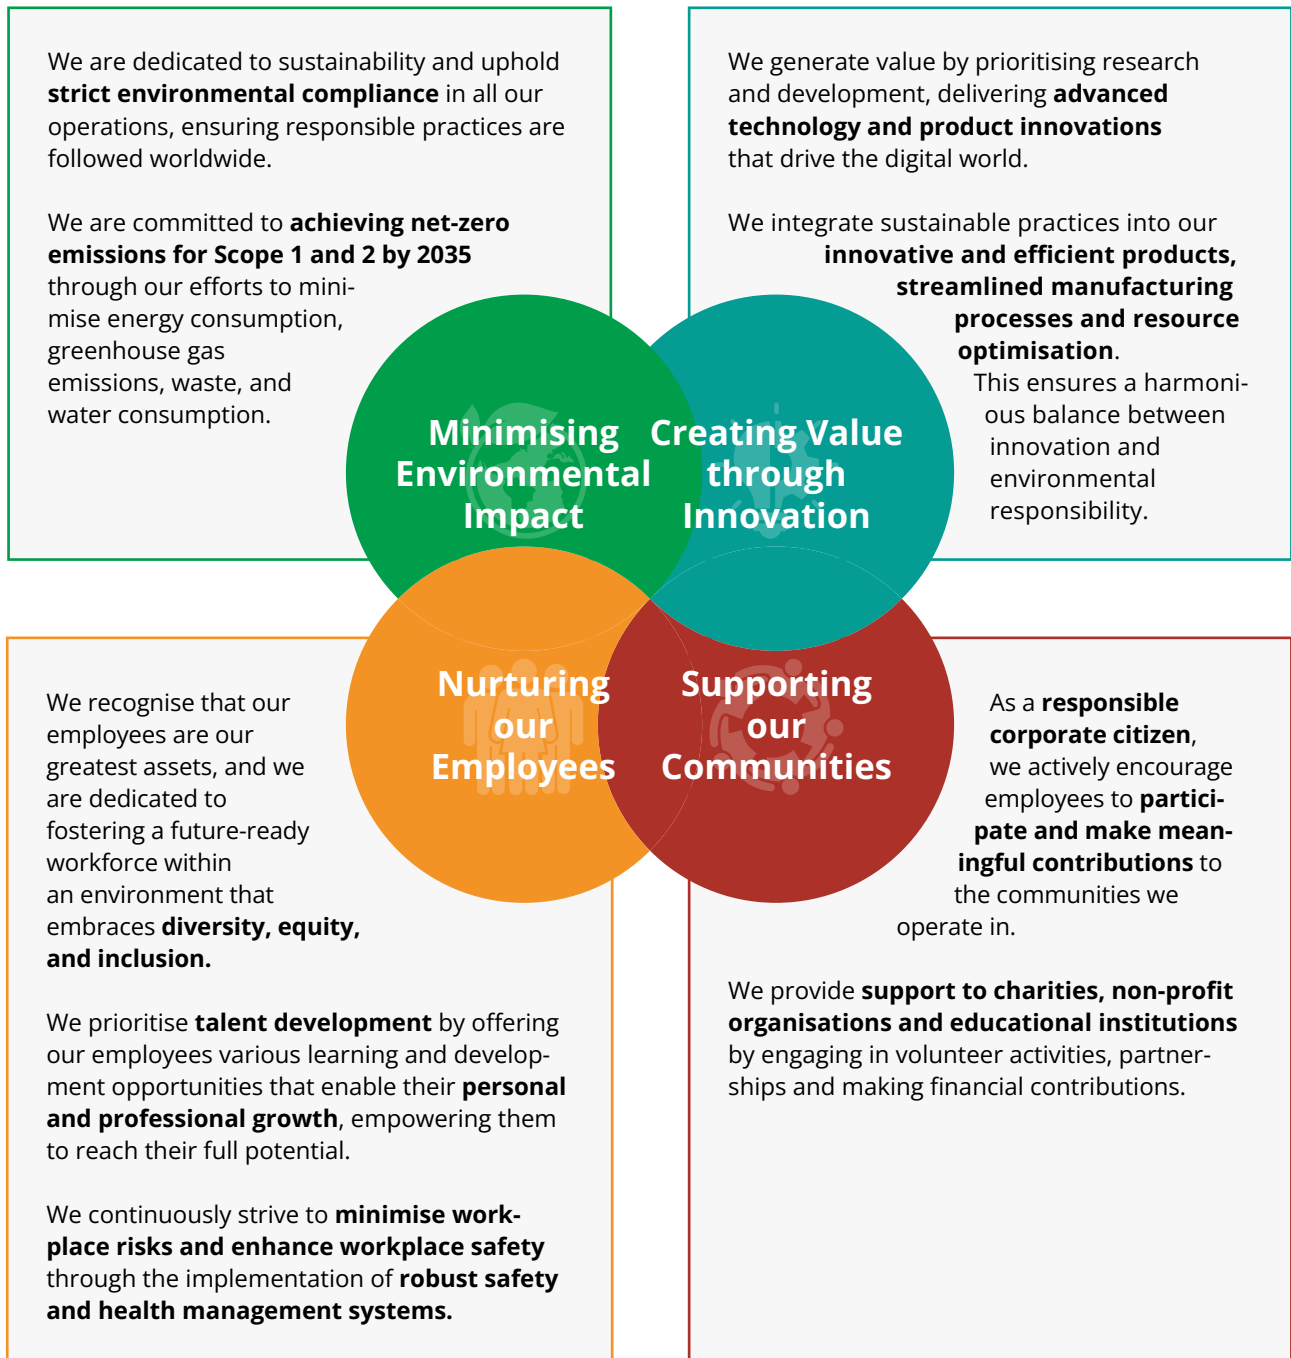 We are dedicated to sustainability and uphold
strict environmental compliance in all our
operations, ensuring responsible practices are
followed worldwide.
We are committed to achieving net-zero
emissions for Scope 1 and 2 by 2035
through our efforts to mini-
mise energy consumption,
greenhouse gas
emissions, waste, and
water consumption.
We generate value by prioritising research
and development, delivering advanced
technology and product innovations
that drive the digital world.
We integrate sustainable practices into our
innovative and efficient products,
streamlined manufacturing
processes and resource
optimisation.
This ensures a harmoni-
ous balance between
innovation and
environmental
responsibility.
Minimising
Environmental
Impact
Creating Value
through
Innovation
Nurturing
our
Employees
Supporting
our
Communities
We recognise that our
employees are our
greatest assets, and we
are dedicated to
fostering a future-ready
workforce within
an environment that
embraces diversity, equity,
and inclusion.
We prioritise talent development by offering
our employees various learning and develop-
ment opportunities that enable their personal
and professional growth, empowering them
to reach their full potential.
We continuously strive to minimise work-
place risks and enhance workplace safety
through the implementation of robust safety
and health management systems.
As a responsible
corporate citizen,
we actively encourage
employees to partici-
pate and make mean-
ingful contributions to
the communities we
operate in.
We provide support to charities, non-profit
organisations and educational institutions
by engaging in volunteer activities, partner-
ships and making financial contributions.